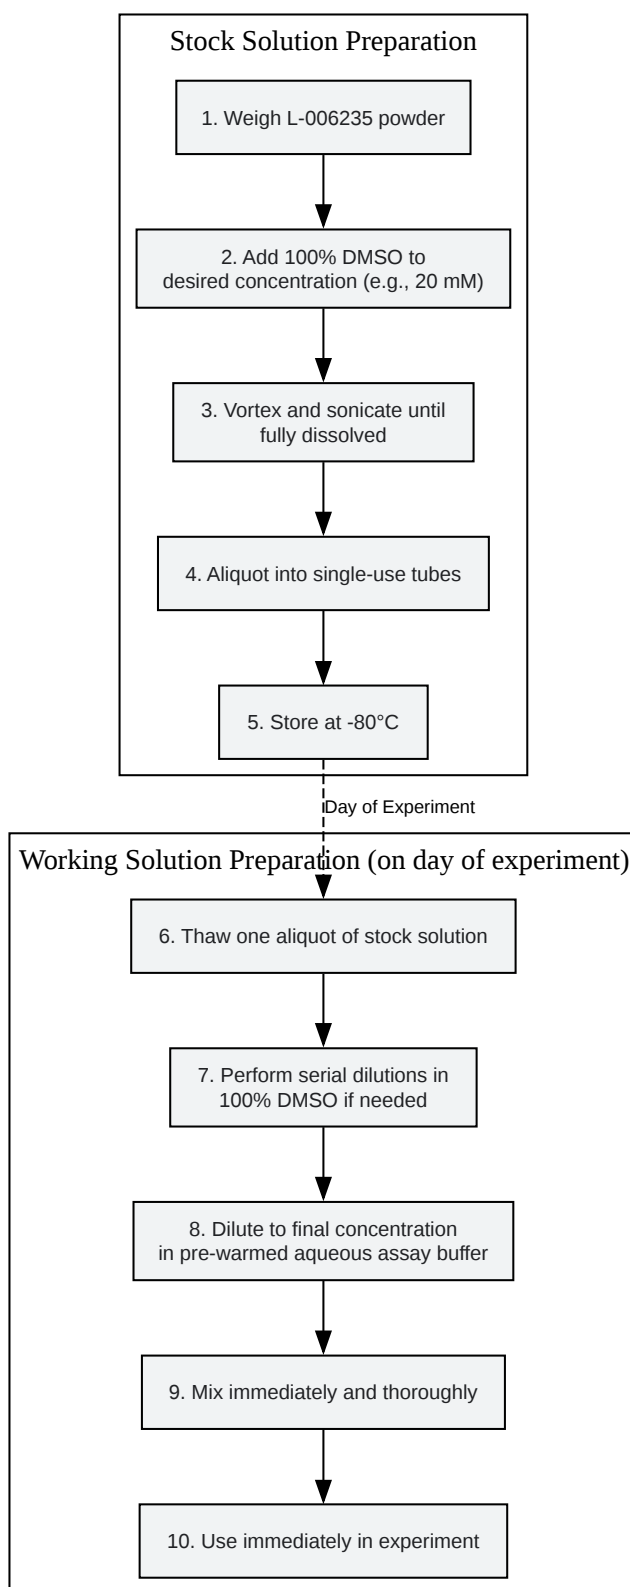 Stock Solution Preparation
1. Weigh L-006235 powder
2. Add 100% DMSO to
desired concentration (e.g., 20 mM)
3. Vortex and sonicate until
fully dissolved
4. Aliquot into single-use tubes
5. Store at -80°C
Day of Experiment
Working Solution Preparation (on day of experiment)
6. Thaw one aliquot of stock solution
7. Perform serial dilutions in
100% DMSO if needed
8. Dilute to final concentration
in pre-warmed aqueous assay buffer
9. Mix immediately and thoroughly
10. Use immediately in experiment